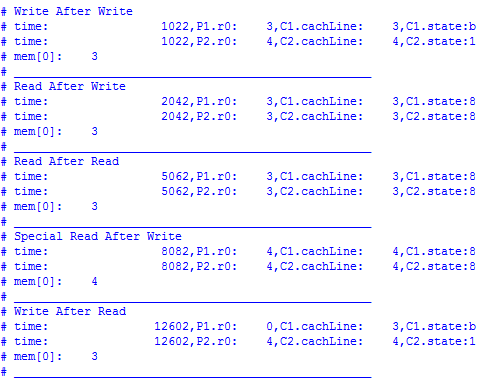 # Write After Write
# time: 1022,P1.r0: 3,C1.cachLine: 3,C1.state:b
# time: 1022,P2.r0: 4,C2.cachLine: 4,C2.state:1
# mem[0]: 3
# ___________________________________________________
# Read After Write
# time: 2042,P1.r0: 3,C1.cachLine: 3,C1.state:8
# time: 2042,P2.r0: 3,C2.cachLine: 3,C2.state:8
# mem[0]: 3
# ___________________________________________________
# Read After Read
# time: 5062,P1.r0: 3,C1.cachLine: 3,C1.state:8
# time: 5062,P2.r0: 3,C2.cachLine: 3,C2.state:8
# mem[0]: 3
# ___________________________________________________
# Special Read After Write
# time: 8082,P1.r0: 4,C1.cachLine: 4,C1.state:8
# time: 8082,P2.r0: 4,C2.cachLine: 4,C2.state:8
# mem[0]: 4
# ___________________________________________________
# Write After Read
# time: 12602,P1.r0: 0,C1.cachLine: 3,C1.state:b
# time: 12602,P2.r0: 4,C2.cachLine: 4,C2.state:1
# mem[0]: 3
# ___________________________________________________